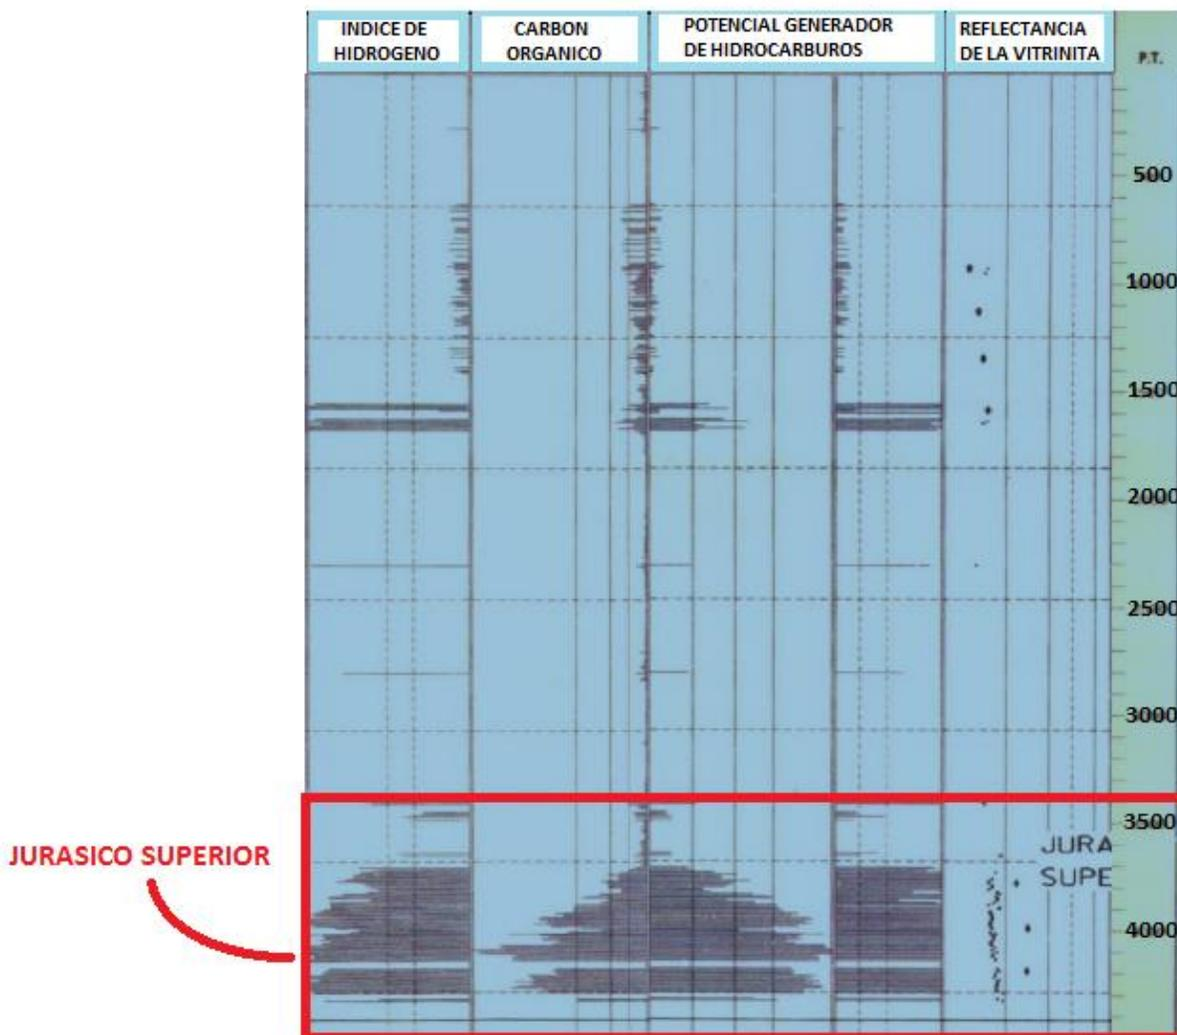 INDICE DE
HIDROGENO
CARBON
ORGANICO
POTENCIAL GENERADOR
DE HIDROCARBUROS
REFLECTANCIA
DE LA VITRINITA
P.T.
500
1000
1500
2000
2500
3000
3500
JURA
SUPE
4000
JURASICO SUPERIOR